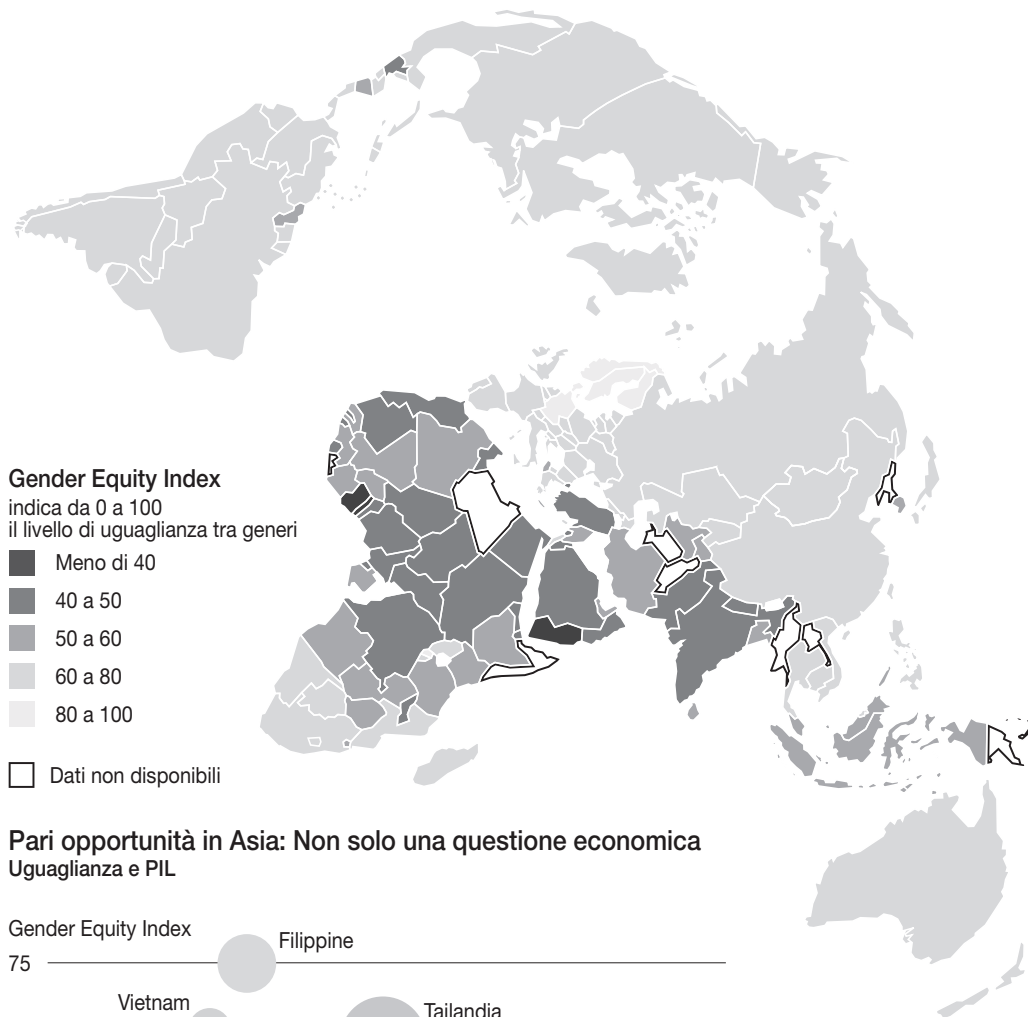 Gender Equity Index
indica da 0 a 100
il livello di uguaglianza tra generi
Meno di 40
40 a 50
50 a 60
60 a 80
80 a 100
Dati non disponibili
Pari opportunità in Asia: Non solo una questione economica
Uguaglianza e PIL
Gender Equity Index
Filippine
75
Vietnam
Tailandia